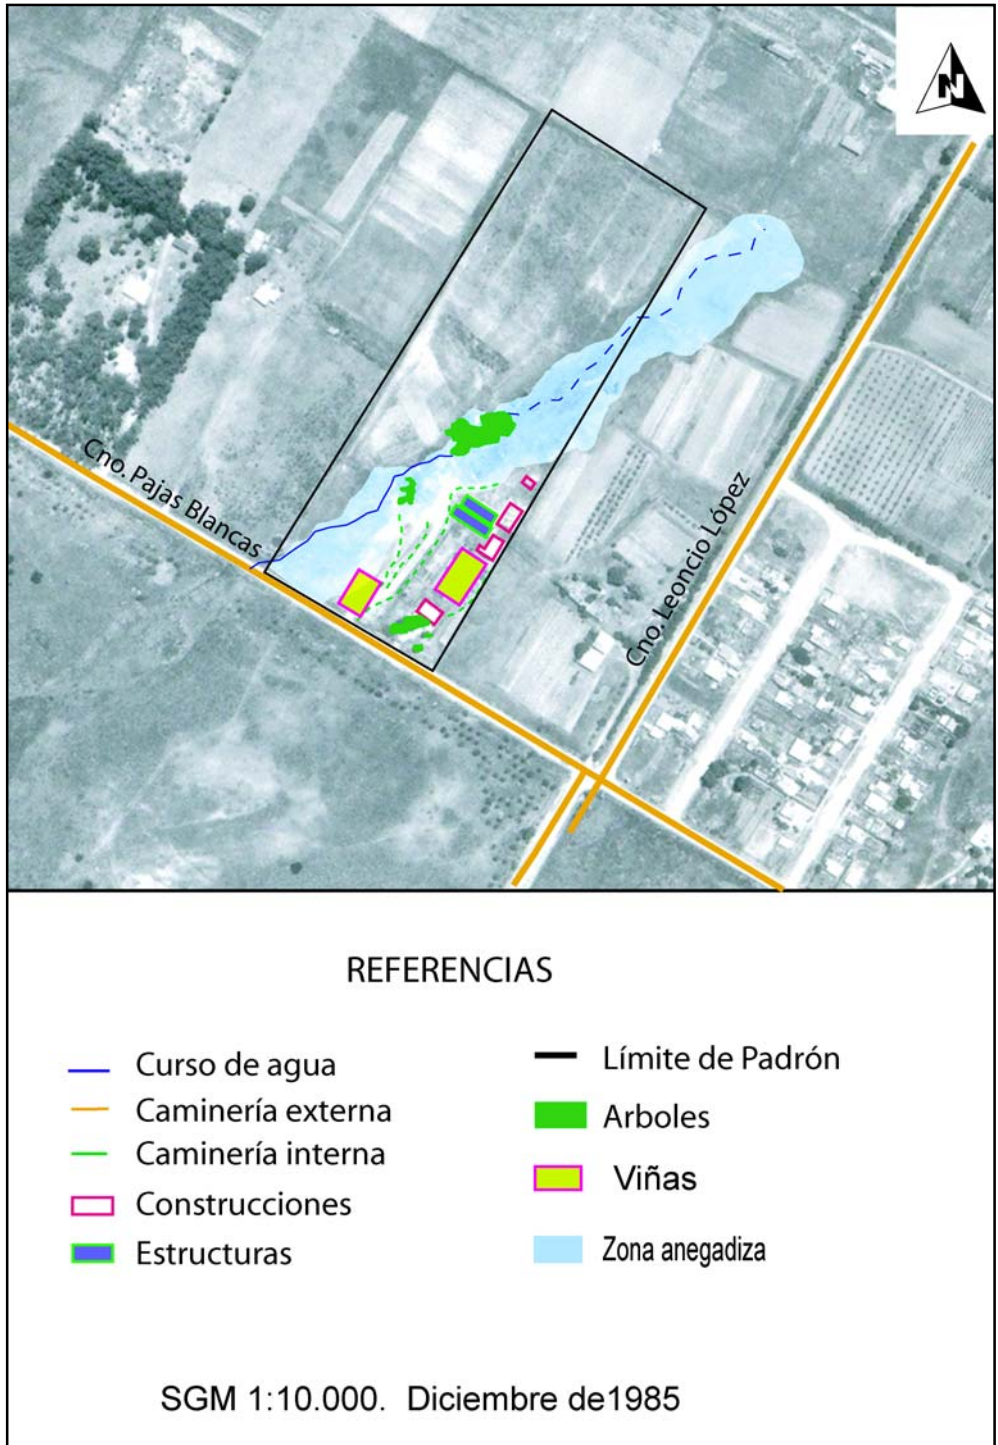 N
Cno. Pajas Blancas
Cno. Leoncio López
REFERENCIAS
Curso de agua
Caminería externa
Caminería interna
Construcciones
Estructuras
Límite de Padrón
Arboles
Viñas
Zona anegadiza
SGM 1:10.000. Diciembre de1985